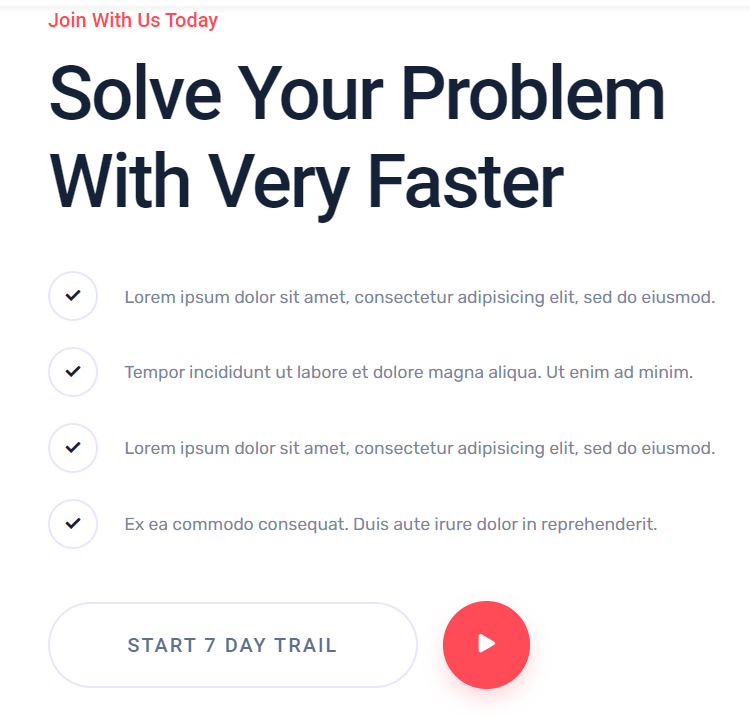 Join With Us Today
Solve Your Problem
With Very Faster
Lorem ipsum dolor sit amet, consectetur adipisicing elit, sed do eiusmod.
Tempor incididunt ut labore et dolore magna aliqua. Ut enim ad minim.
Lorem ipsum dolor sit amet, consectetur adipisicing elit, sed do eiusmod.
Ex ea commodo consequat. Duis aute irure dolor in reprehenderit.
START 7 DAY TRAIL